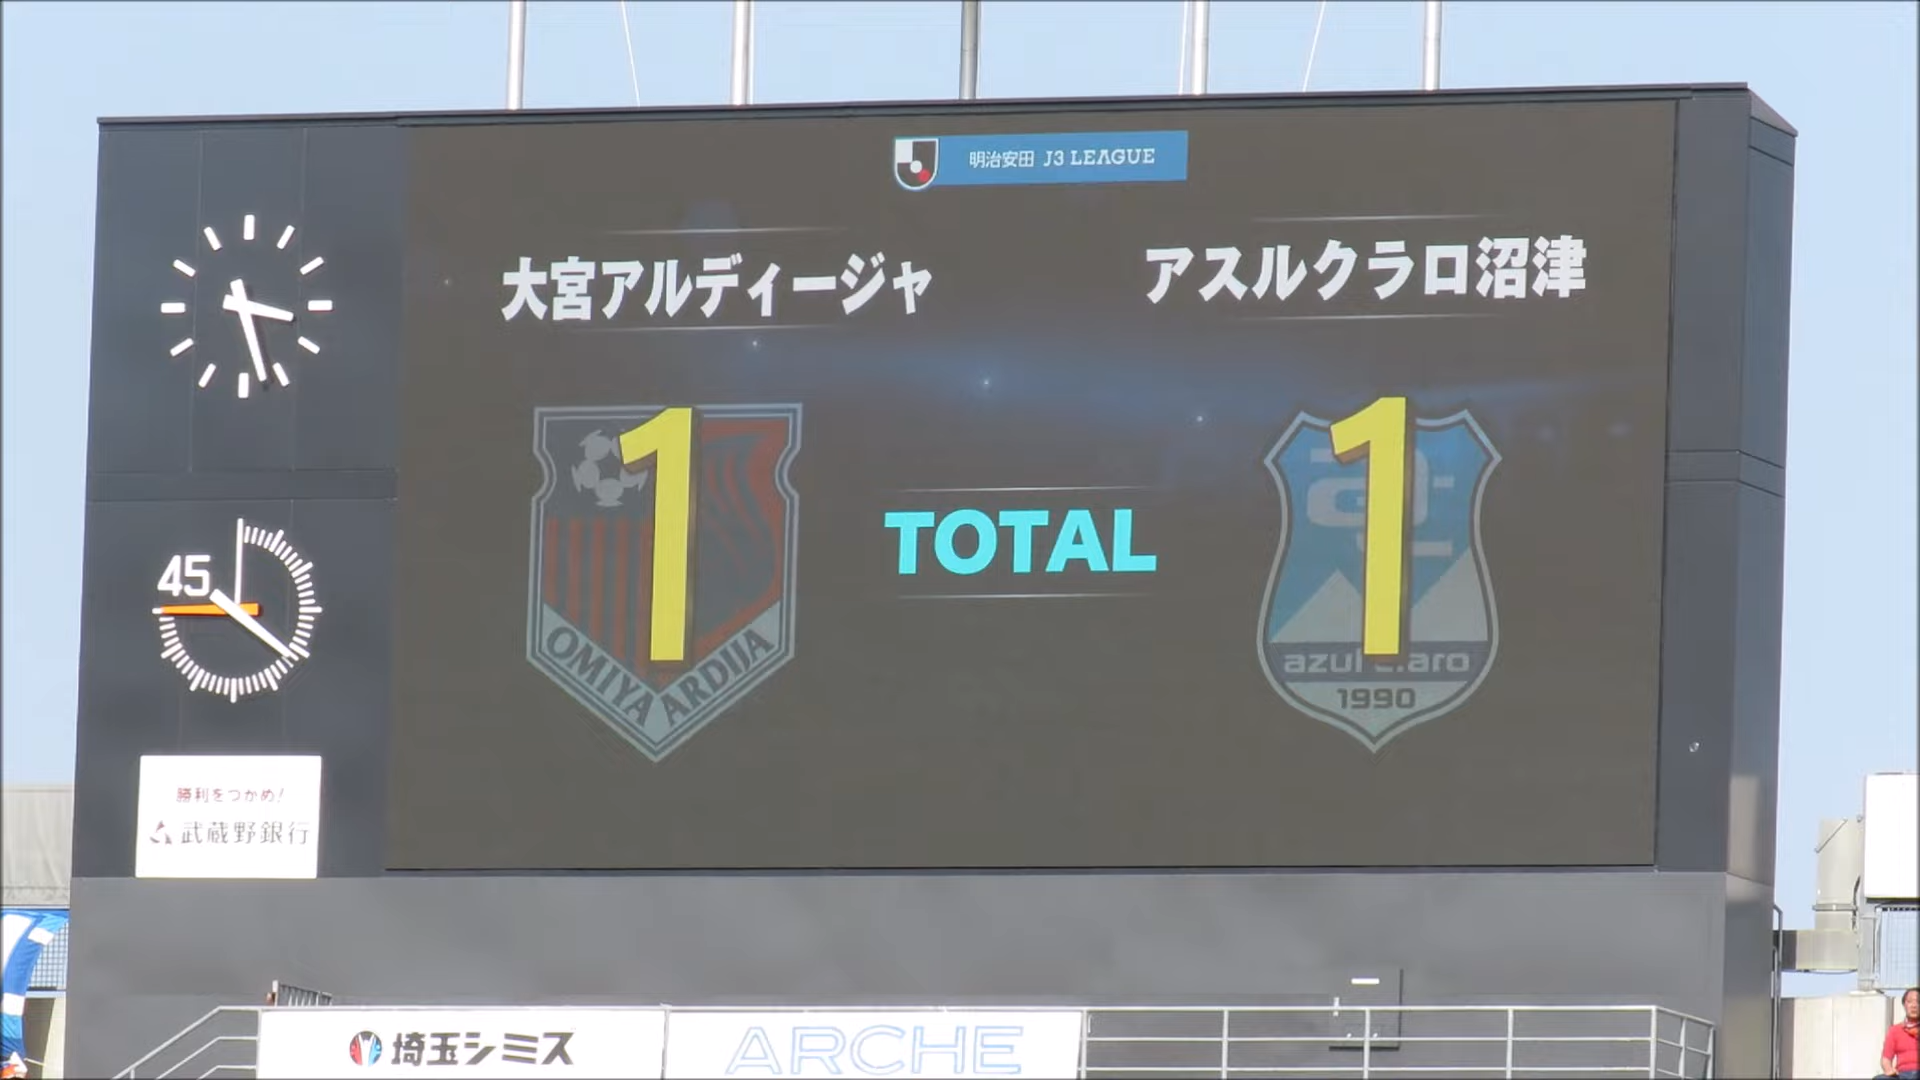 明治安田 J3 LEAGUE
大宮アルディージャ
アスルクラロ沼津
1
TOTAL
1
OMIYA ARDIJA
azul claro
1990
45
勝利をつかめ!
武蔵野銀行
埼玉シミズ
ARCHE